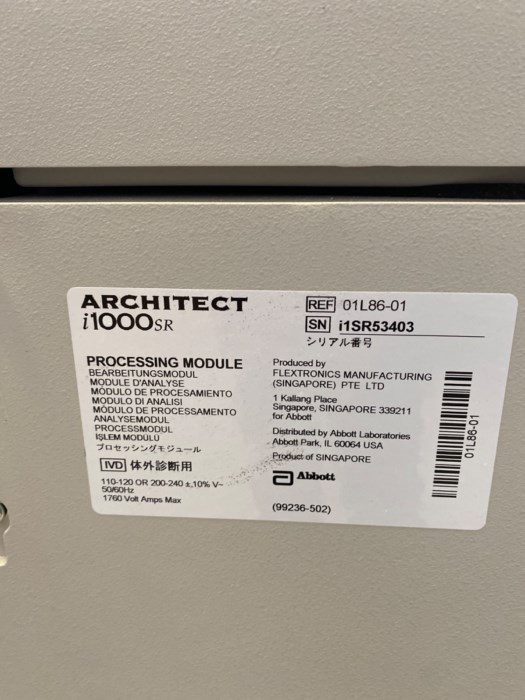 ARCHITECT
i1000SR
PROCESSING MODULE
BEARBEITUNGSMODUL
MODULE D'ANALYSE
MÓDULO DE PROCESAMIENTO
MODULO DI ANALISI
MÓDULO DE PROCESSAMENTO
ANALYSEMODUL
PROCESSMODUL
IŞLEM MODÜLÜ
プロセッシングモジュール
IVD 体外診断用
110-120 OR 200-240 ± 10% V~
50/60Hz
1760 Volt Amps Max
REF 01L86-01
SN i1SR53403
シリアル番号
Produced by
FLEXTRONICS MANUFACTURING
(SINGAPORE) PTE LTD
1 Kallang Place
Singapore, SINGAPORE 339211
for Abbott
Distributed by Abbott Laboratories
Abbott Park, IL 60064 USA
Product of SINGAPORE
Abbott
(99236-502)
01L86-01